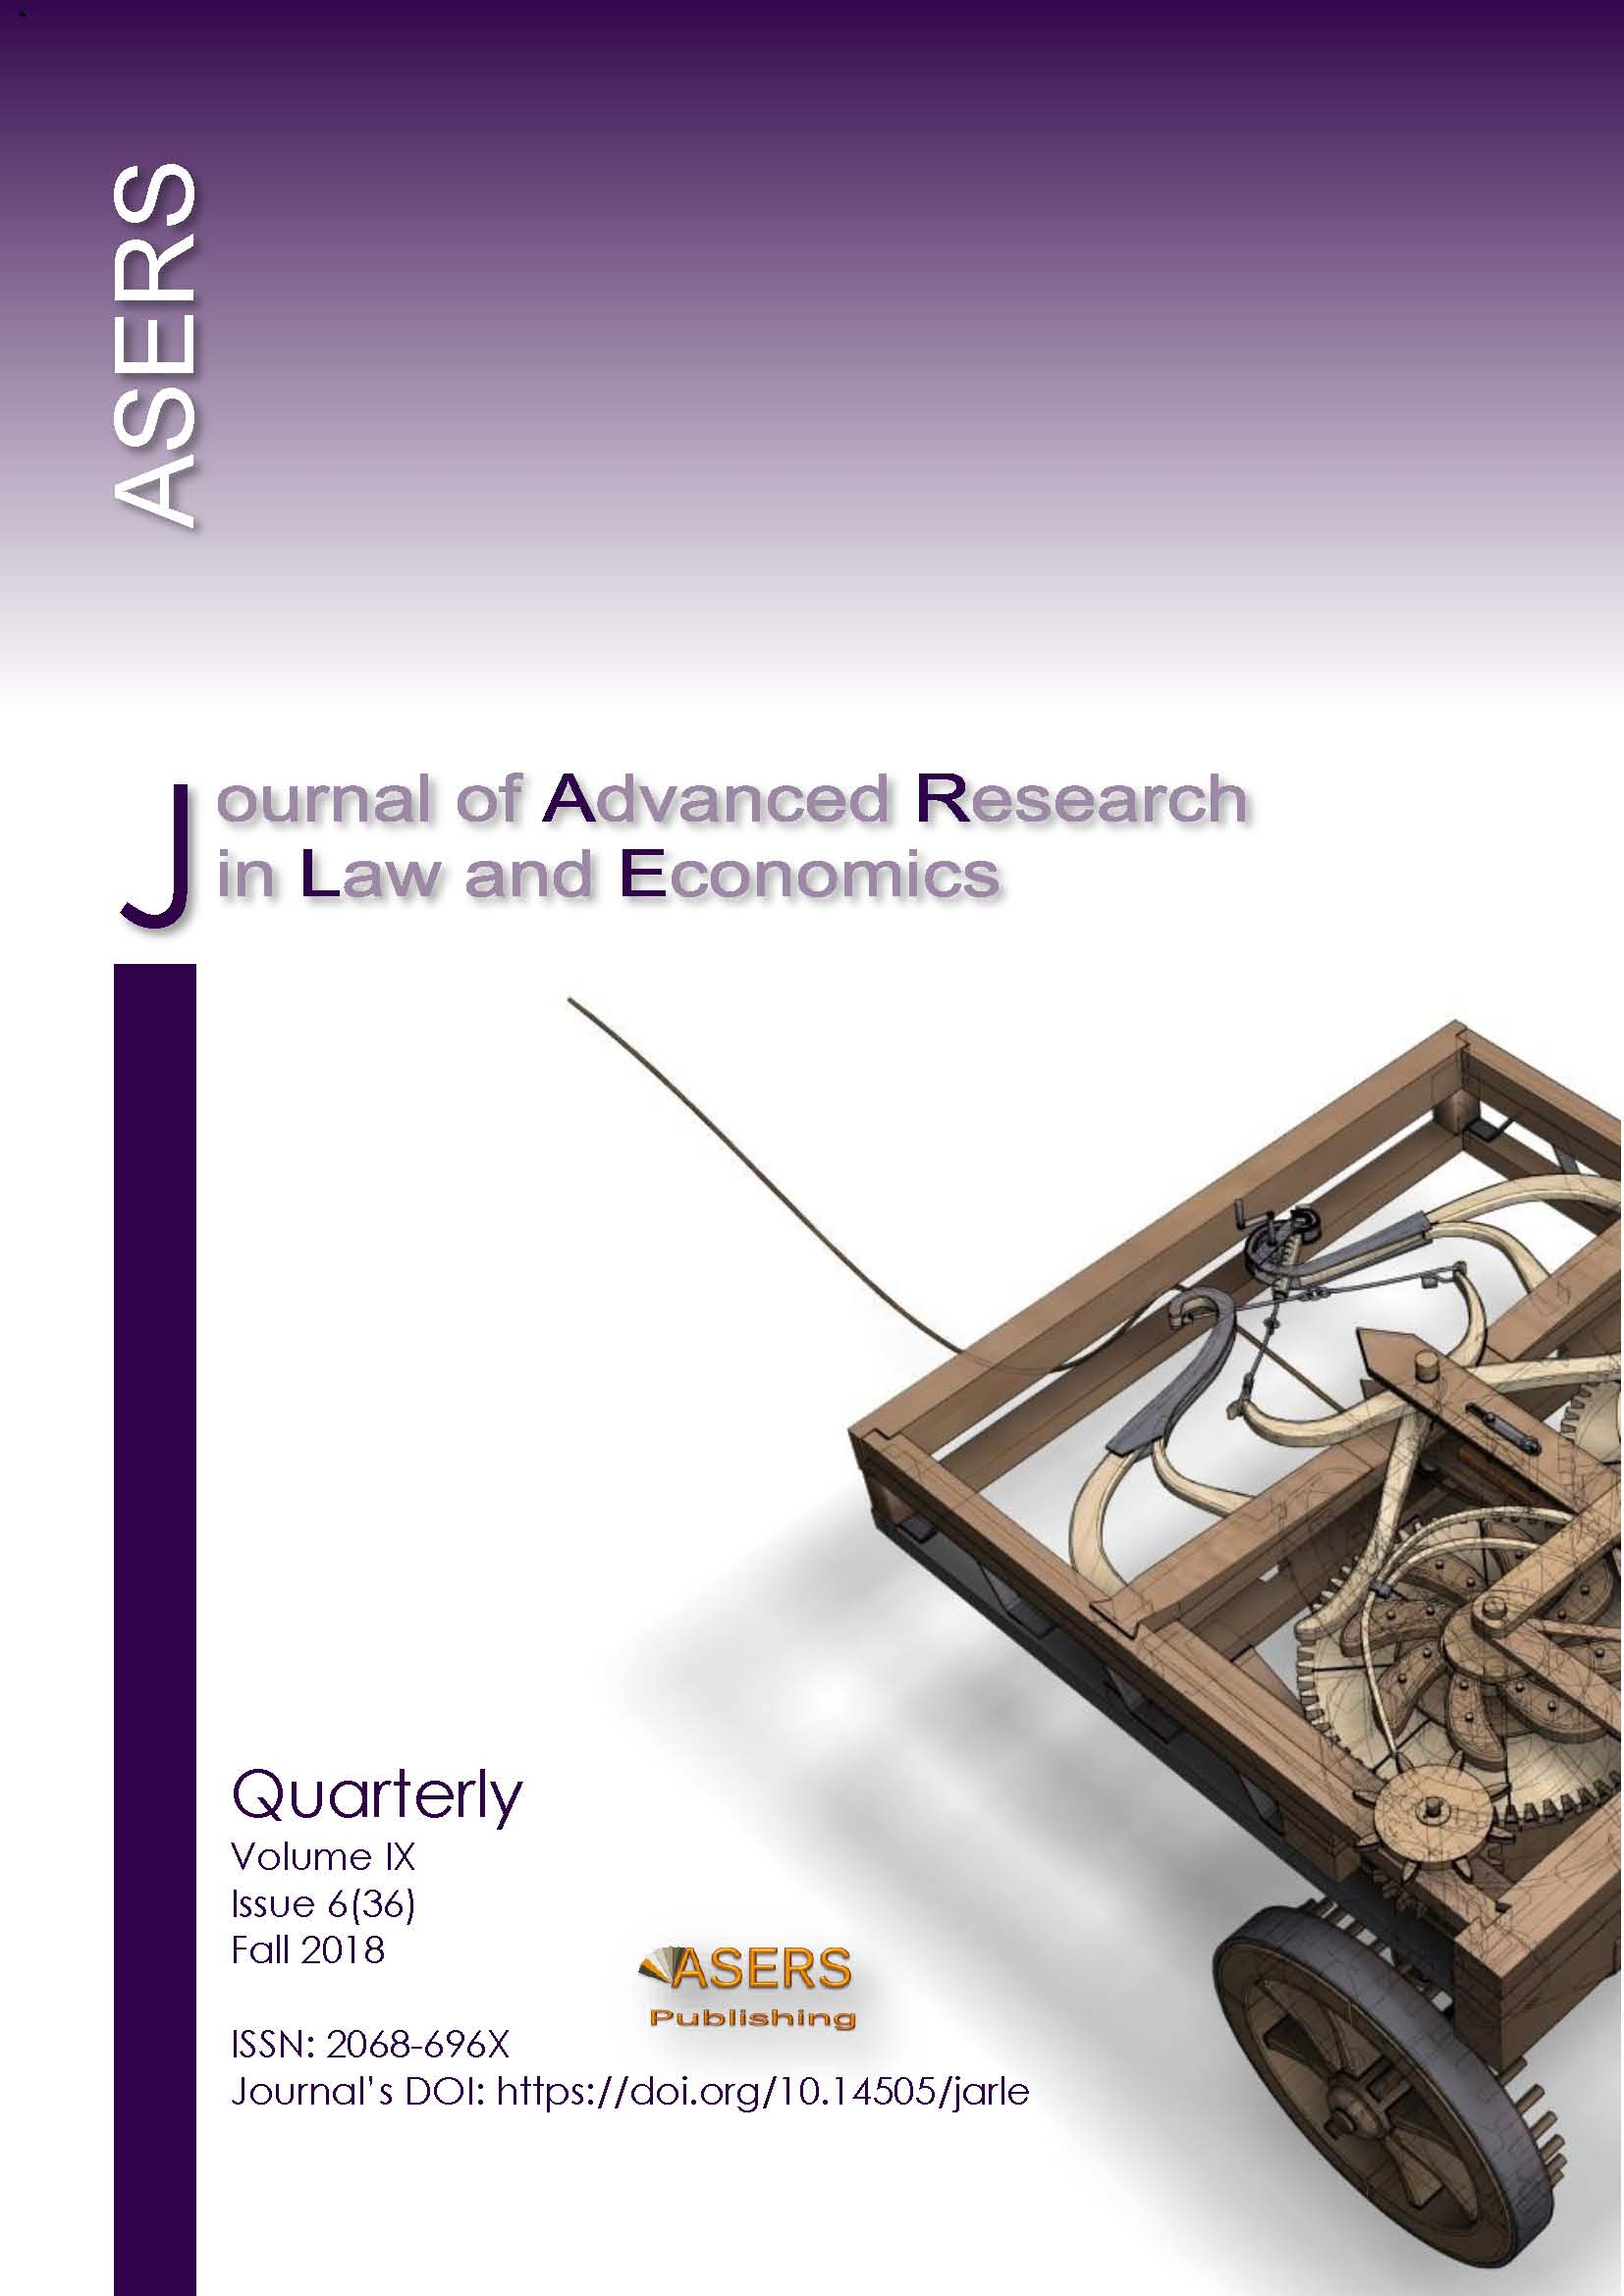 ASERS
Journal of Advanced Research
in Law and Economics
Quarterly
Volume IX
Issue 6(36)
Fall 2018
ASERS
Publishing
ISSN: 2068-696X
Journal's DOI: https://doi.org/10.14505/jarle